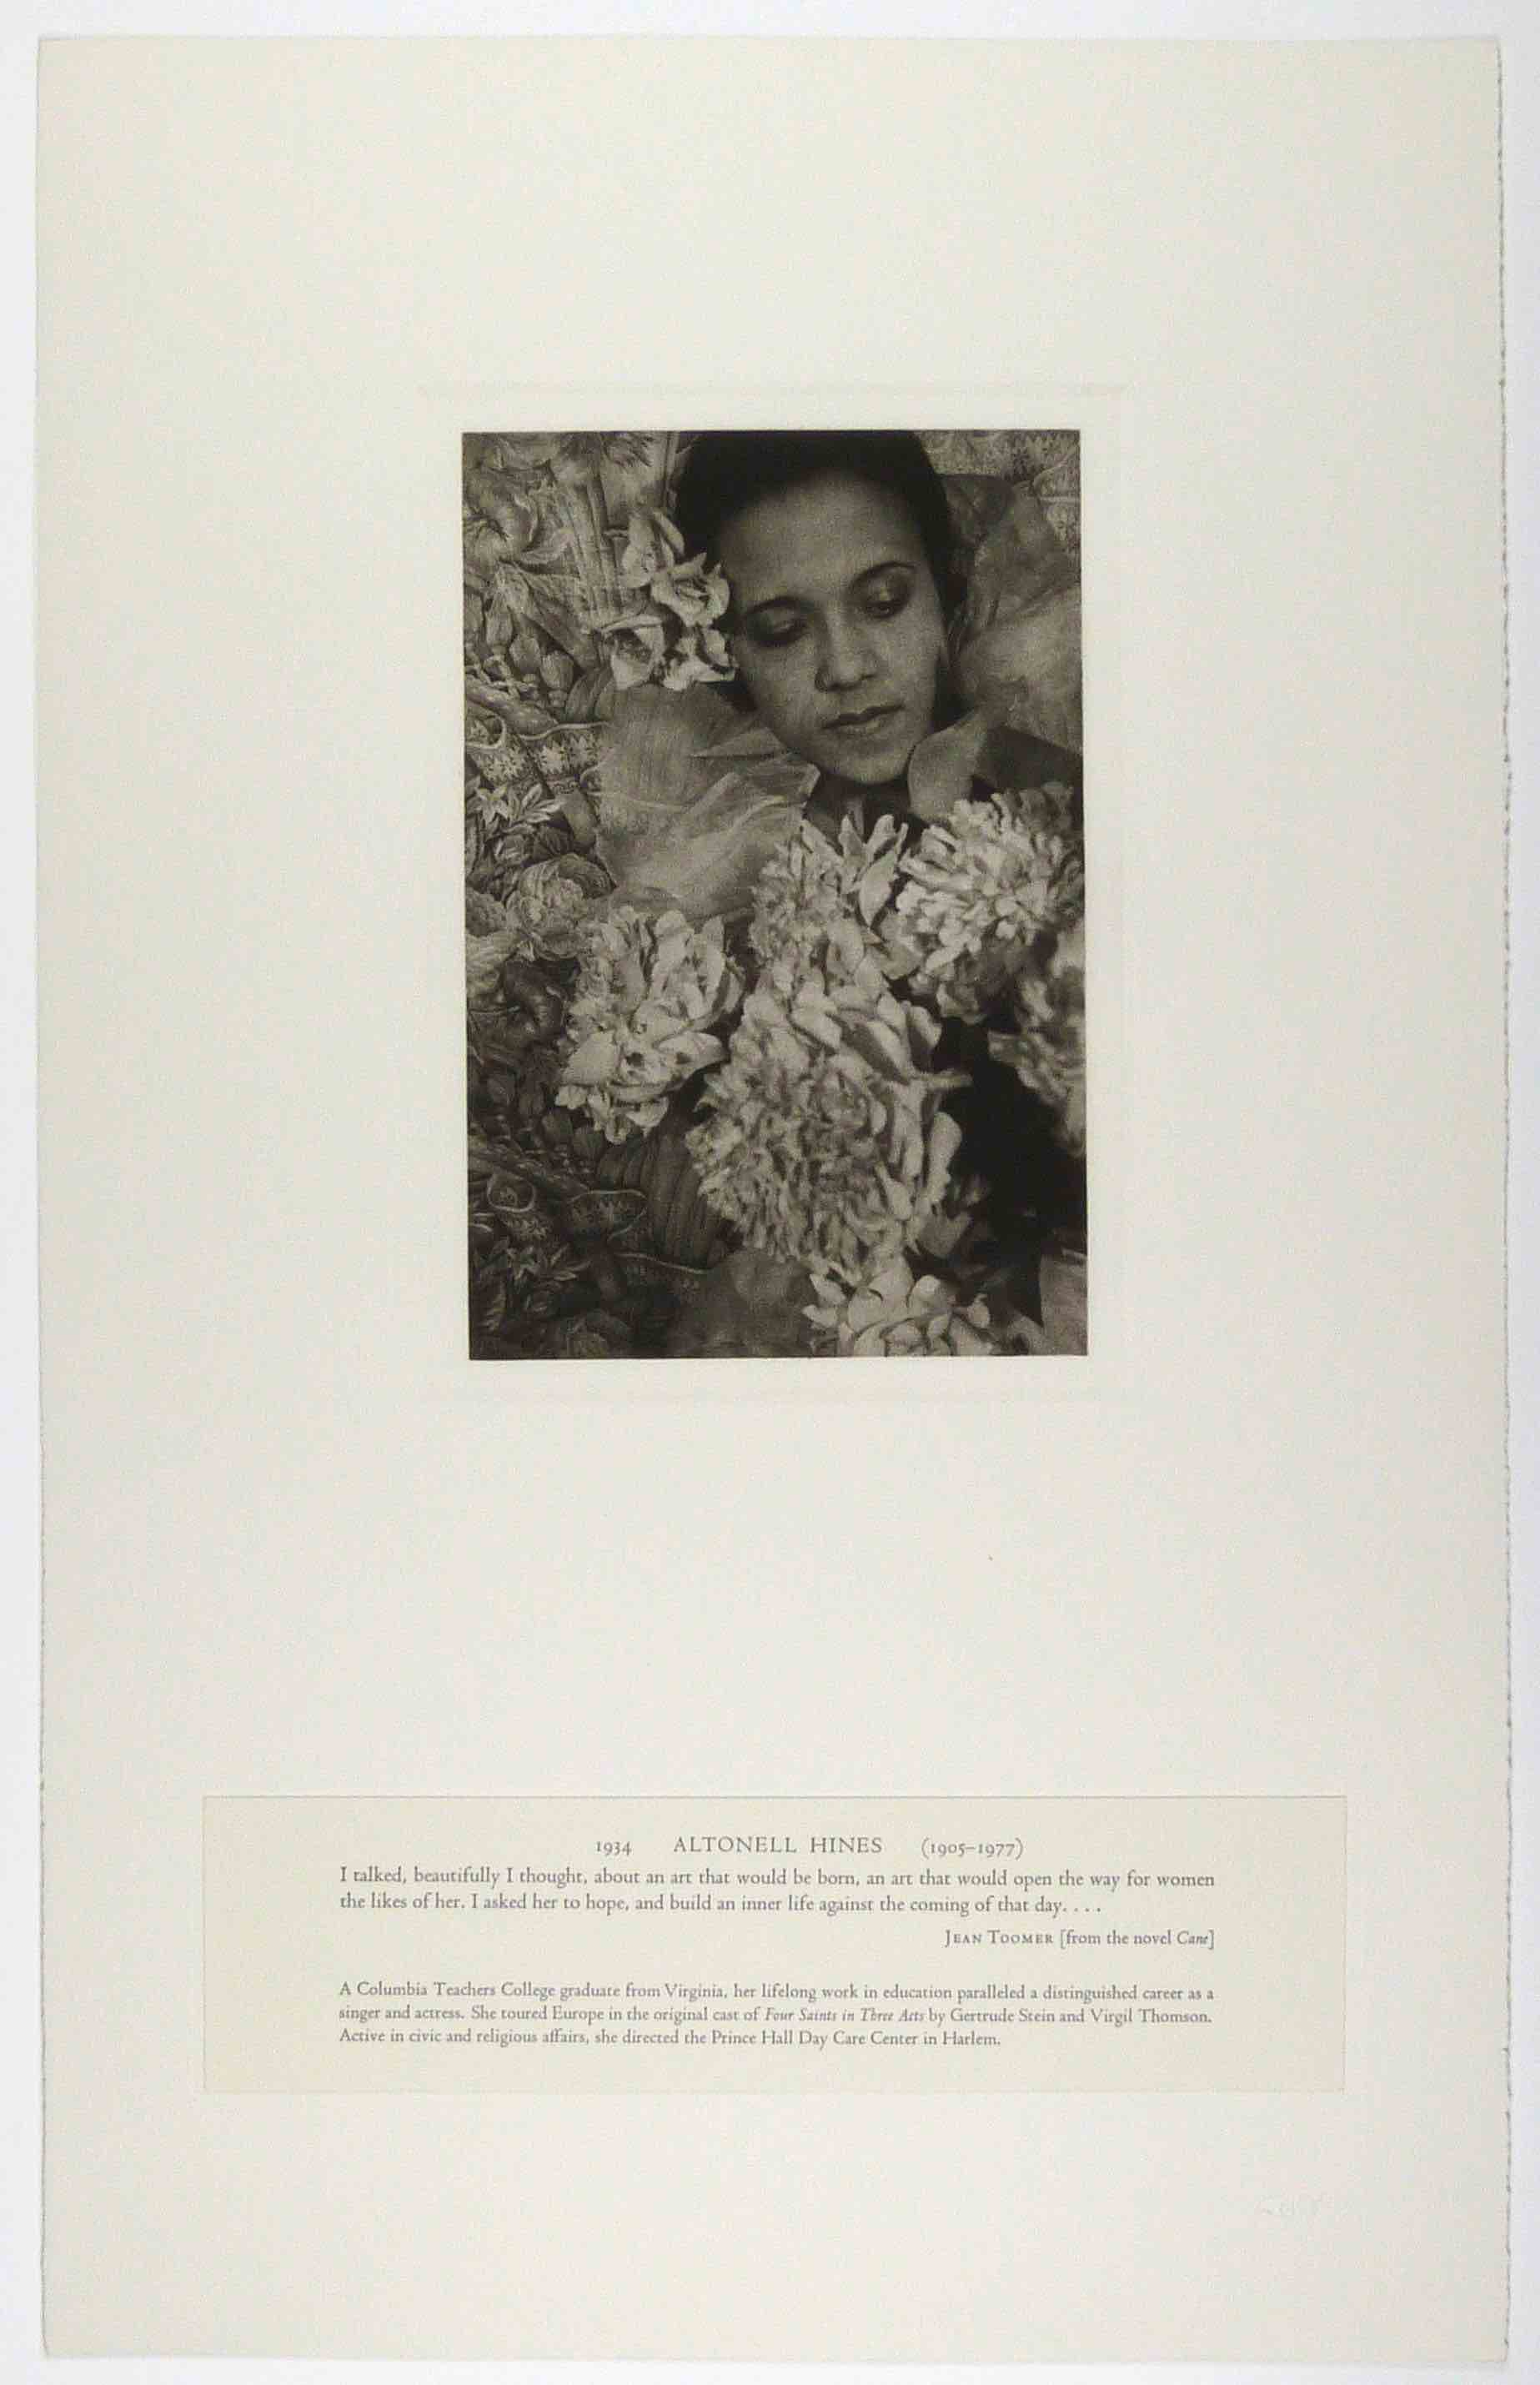 1934 ALTONELL HINES (1905–1977)
I talked, beautifully I thought, about an art that would be born, an art that would open the way for women
the likes of her. I asked her to hope, and build an inner life against the coming of that day. . . .
JEAN TOOMER [from the novel Cane]
A Columbia Teachers College graduate from Virginia, her lifelong work in education paralleled a distinguished career as a
singer and actress. She toured Europe in the original cast of Four Saints in Three Acts by Gertrude Stein and Virgil Thomson.
Active in civic and religious affairs, she directed the Prince Hall Day Care Center in Harlem.